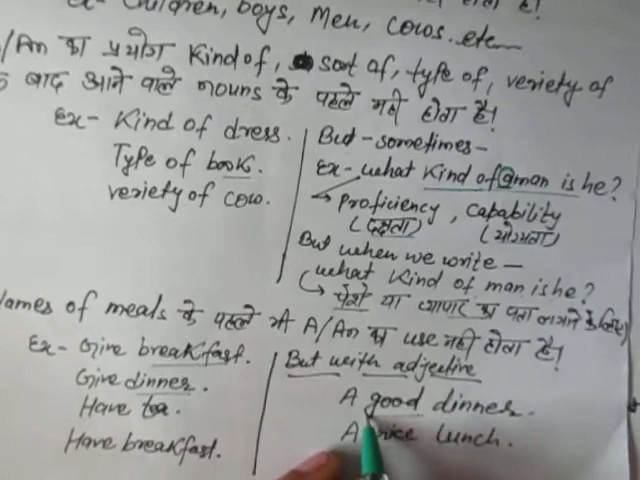 Ex- Children, boys, Men, cows. etc
/An का प्रयोग Kind of, sort of, type of, veriety of
के बाद आने वाले nouns के पहले नही होता है।
Ex- Kind of dress.
Type of book.
veriety of cow.
But - sometimes -
Ex- what Kind of a man is he?
→ Proficiency, Capability
(दक्षता) (योग्यता)
But when we write -
what Kind of man is he?
→ पेशे या व्यापार का पता लगाने के लिए)
Names of meals के पहले भी A/An का use नही होता है।
Ex- Give breakfast.
Give dinner.
Have tea.
Have breakfast.
But with adjective
A good dinner.
A nice lunch.